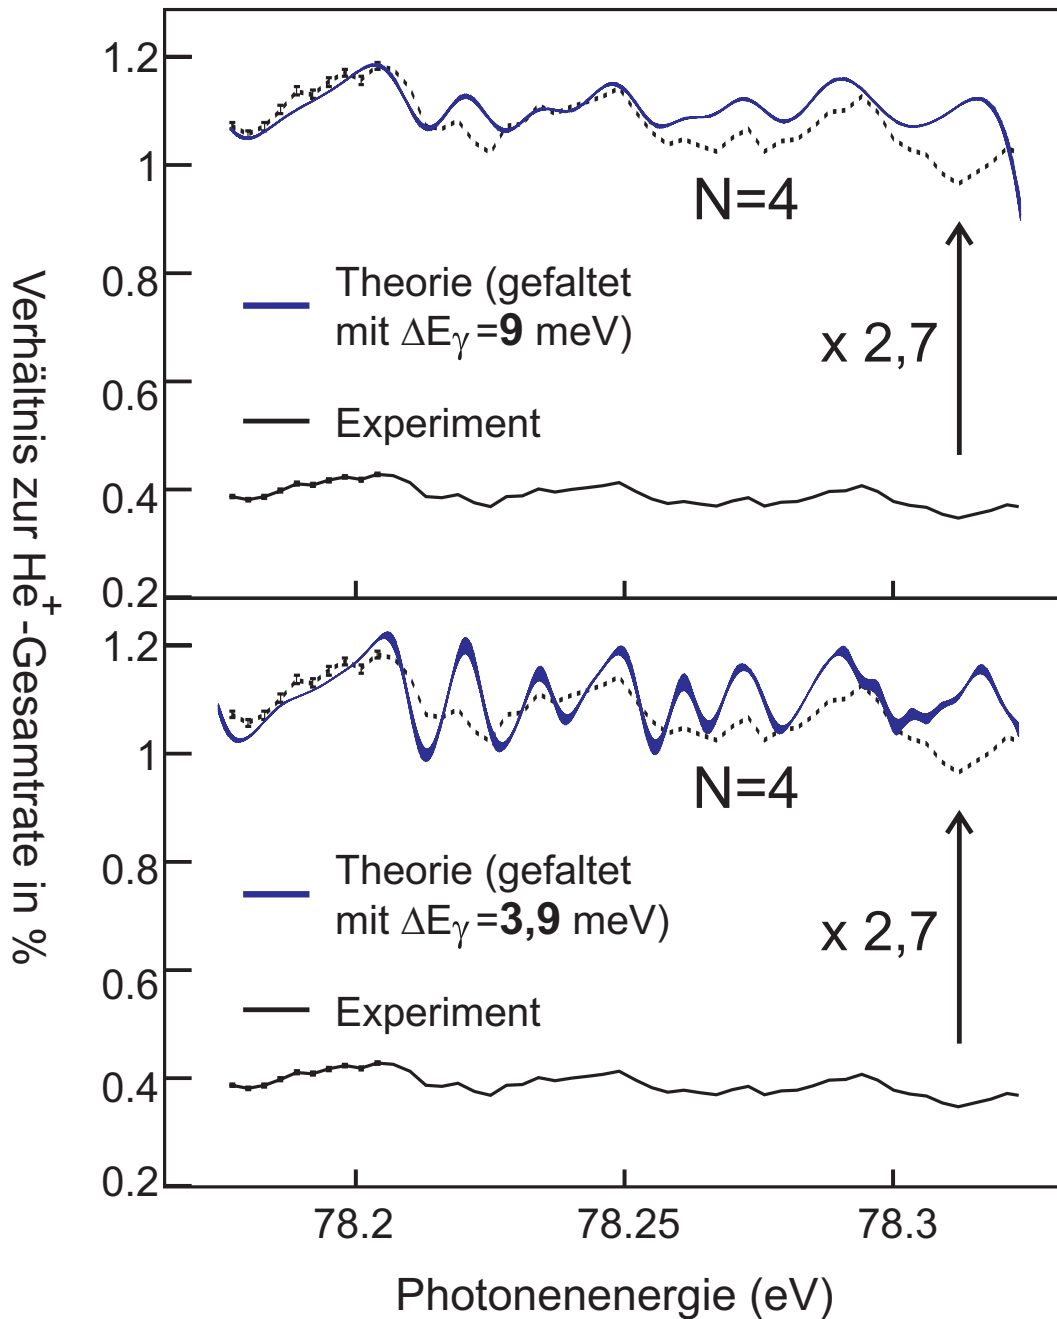 Verhältnis zur He+-Gesamtrate in %
1.2
1
0.8
0.6
0.4
0.2
N=4
Theorie (gefaltet
mit ΔEγ=9 meV)
x 2,7
Experiment
1.2
1
0.8
0.6
0.4
0.2
N=4
Theorie (gefaltet
mit ΔEγ=3,9 meV)
x 2,7
Experiment
78.2 78.25 78.3
Photonenenergie (eV)